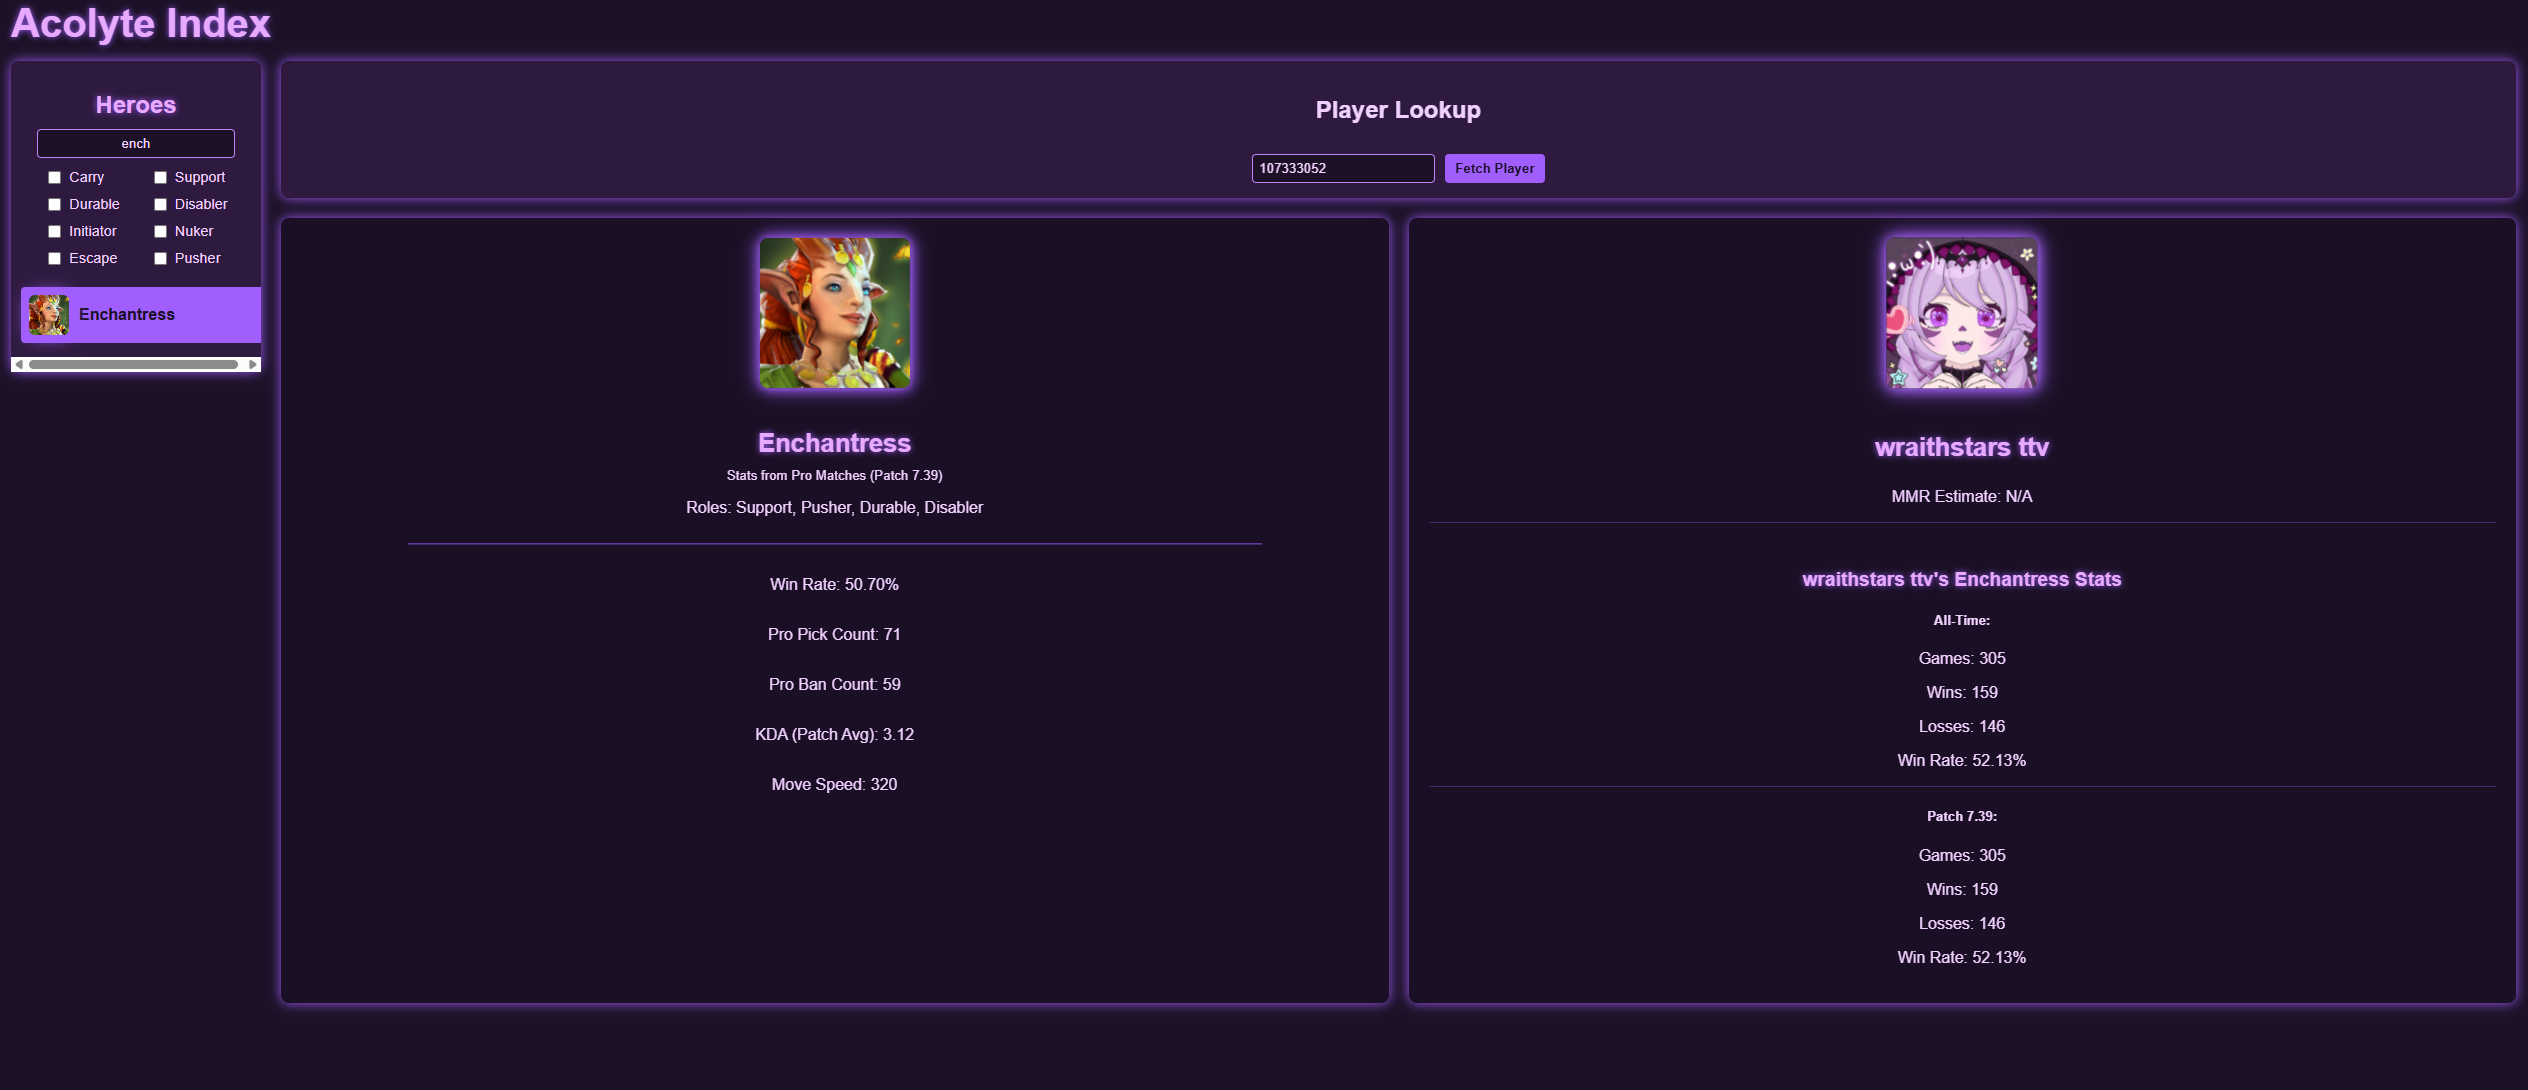 Acolyte Index
Heroes
ench
Carry
Support
Durable
Disabler
Initiator
Nuker
Escape
Pusher
Enchantress
Player Lookup
107333052
Fetch Player
Enchantress
Stats from Pro Matches (Patch 7.39)
Roles: Support, Pusher, Durable, Disabler
Win Rate: 50.70%
Pro Pick Count: 71
Pro Ban Count: 59
KDA (Patch Avg): 3.12
Move Speed: 320
wraithstars ttv
MMR Estimate: N/A
wraithstars ttv's Enchantress Stats
All-Time:
Games: 305
Wins: 159
Losses: 146
Win Rate: 52.13%
Patch 7.39:
Games: 305
Wins: 159
Losses: 146
Win Rate: 52.13%